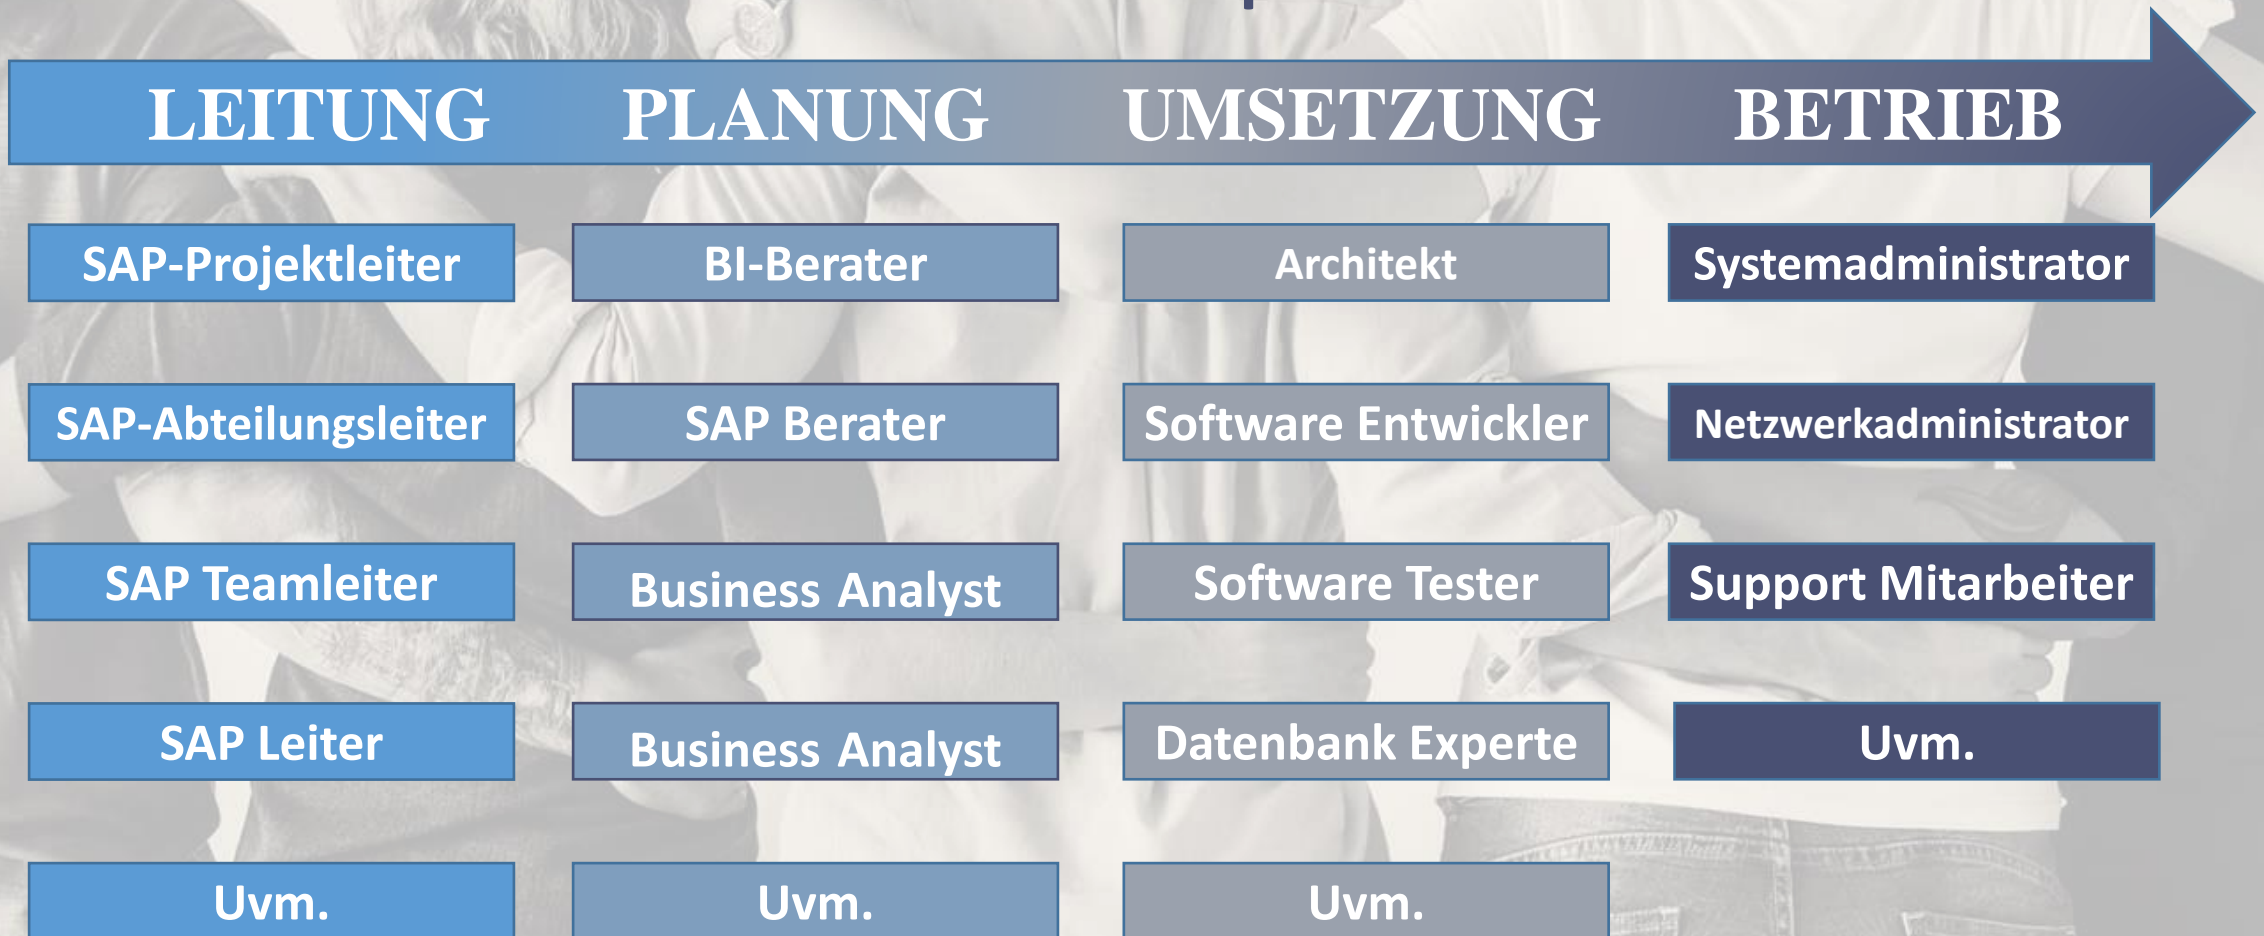 LEITUNG PLANUNG UMSETZUNG BETRIEB
SAP-Projektleiter BI-Berater Architekt Systemadministrator
SAP-Abteilungsleiter SAP Berater Software Entwickler Netzwerkadministrator
SAP Teamleiter Business Analyst Software Tester Support Mitarbeiter
SAP Leiter Business Analyst Datenbank Experte Uvm.
Uvm. Uvm. Uvm.